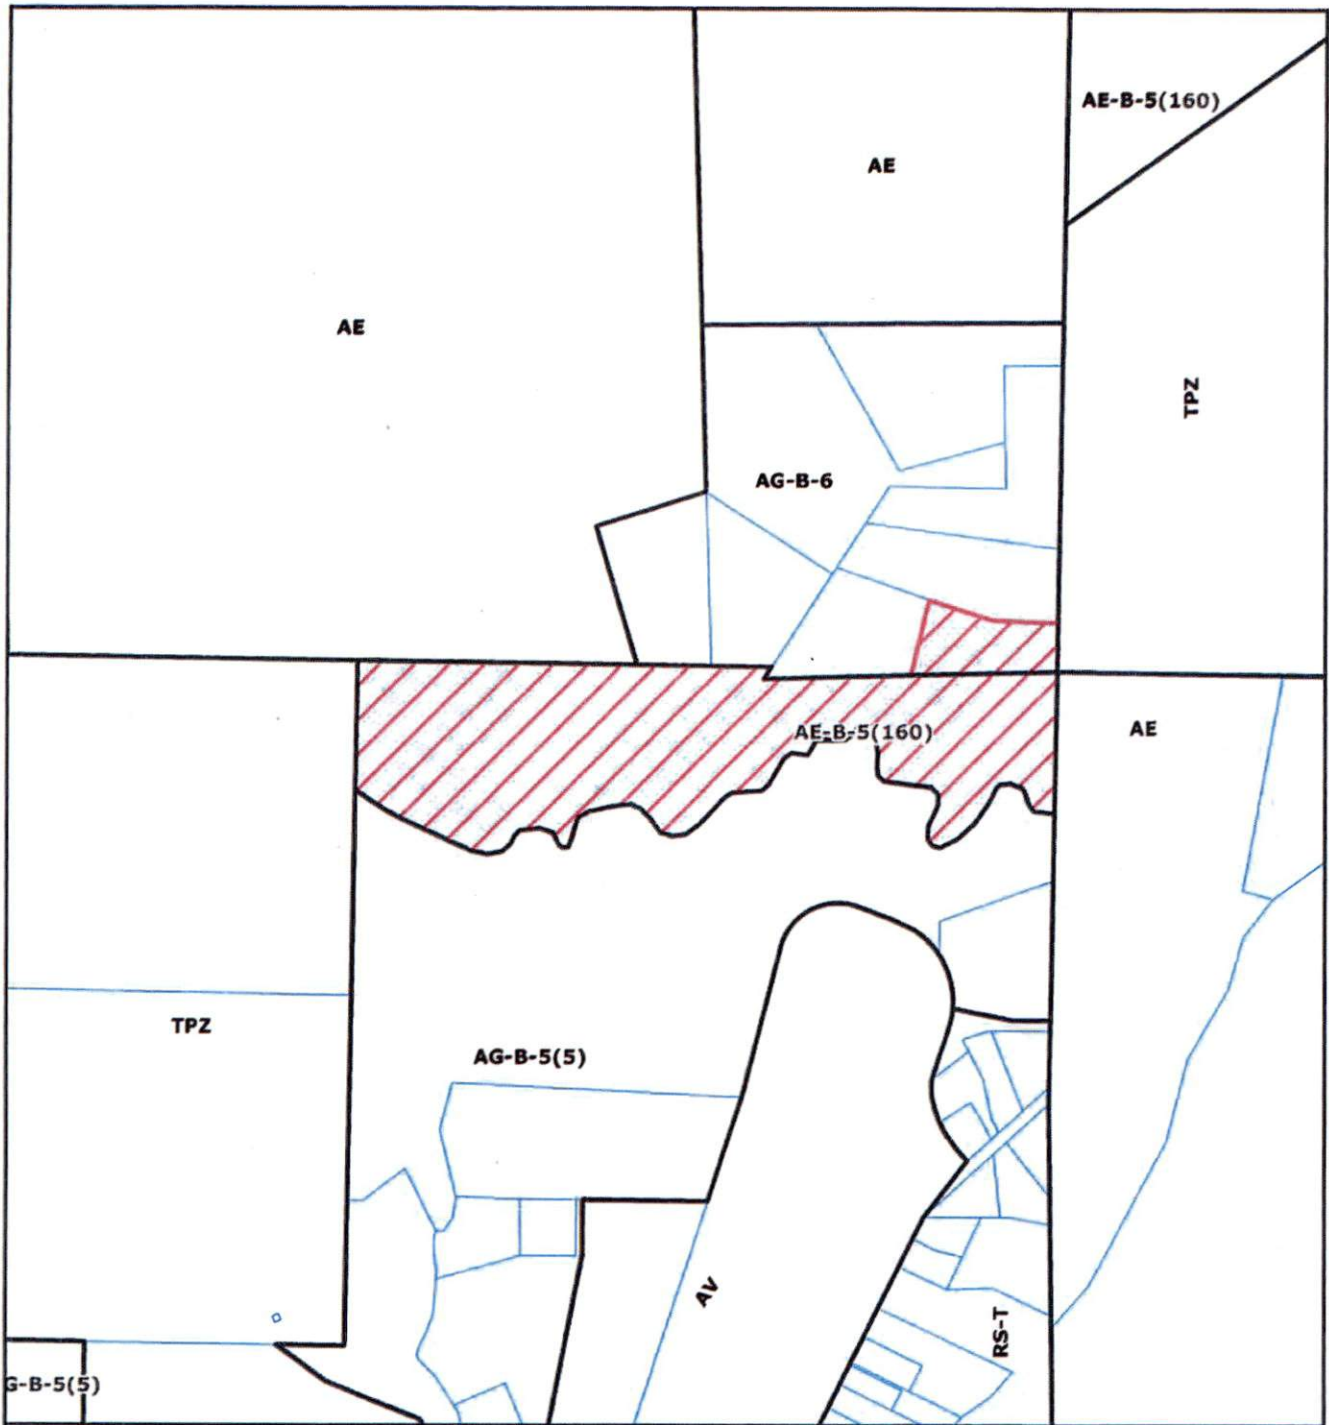 AE-B-5(160)
AE
AE
TPZ
AG-B-6
AE-B-5(160)
AE
TPZ
AG-B-5(5)
AV
RS-T
G-B-5(5)